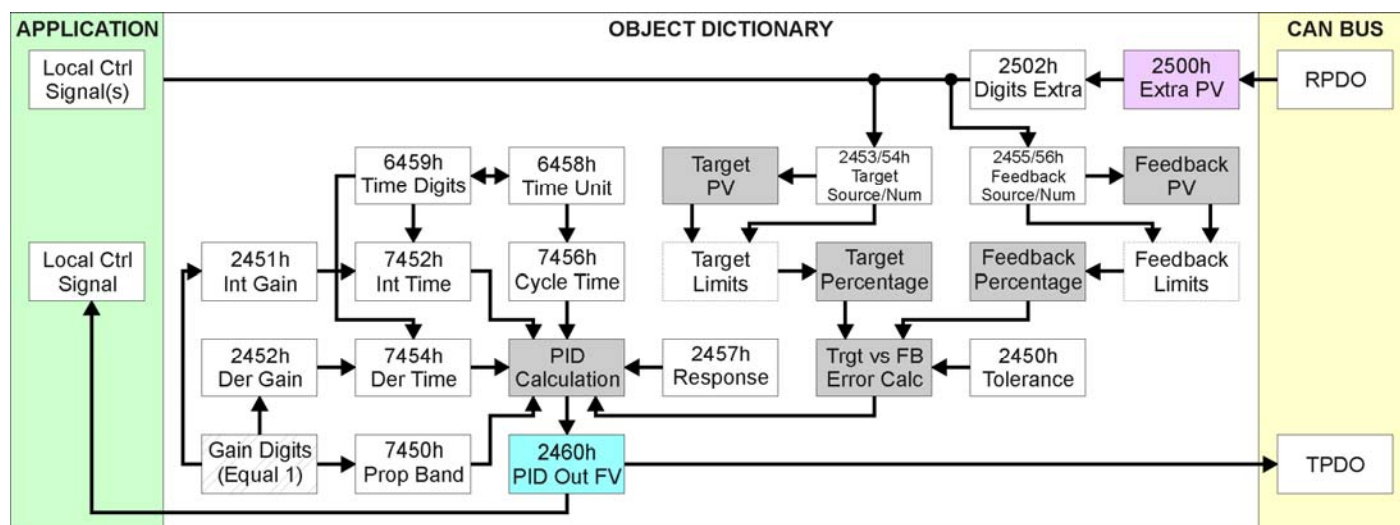 APPLICATION
OBJECT DICTIONARY
CAN BUS
Local Ctrl
Signal(s)
2502h
Digits Extra
2500h
Extra PV
RPDO
6459h
Time Digits
6458h
Time Unit
Target
PV
2453/54h
Target
Source/Num
2455/56h
Feedback
Source/Num
Feedback
PV
Local Ctrl
Signal
2451h
Int Gain
7452h
Int Time
7456h
Cycle Time
Target
Limits
Target
Percentage
Feedback
Percentage
Feedback
Limits
2452h
Der Gain
7454h
Der Time
PID
Calculation
2457h
Response
Trgt vs FB
Error Calc
2450h
Tolerance
Gain Digits
(Equal 1)
7450h
Prop Band
2460h
PID Out FV
TPDO